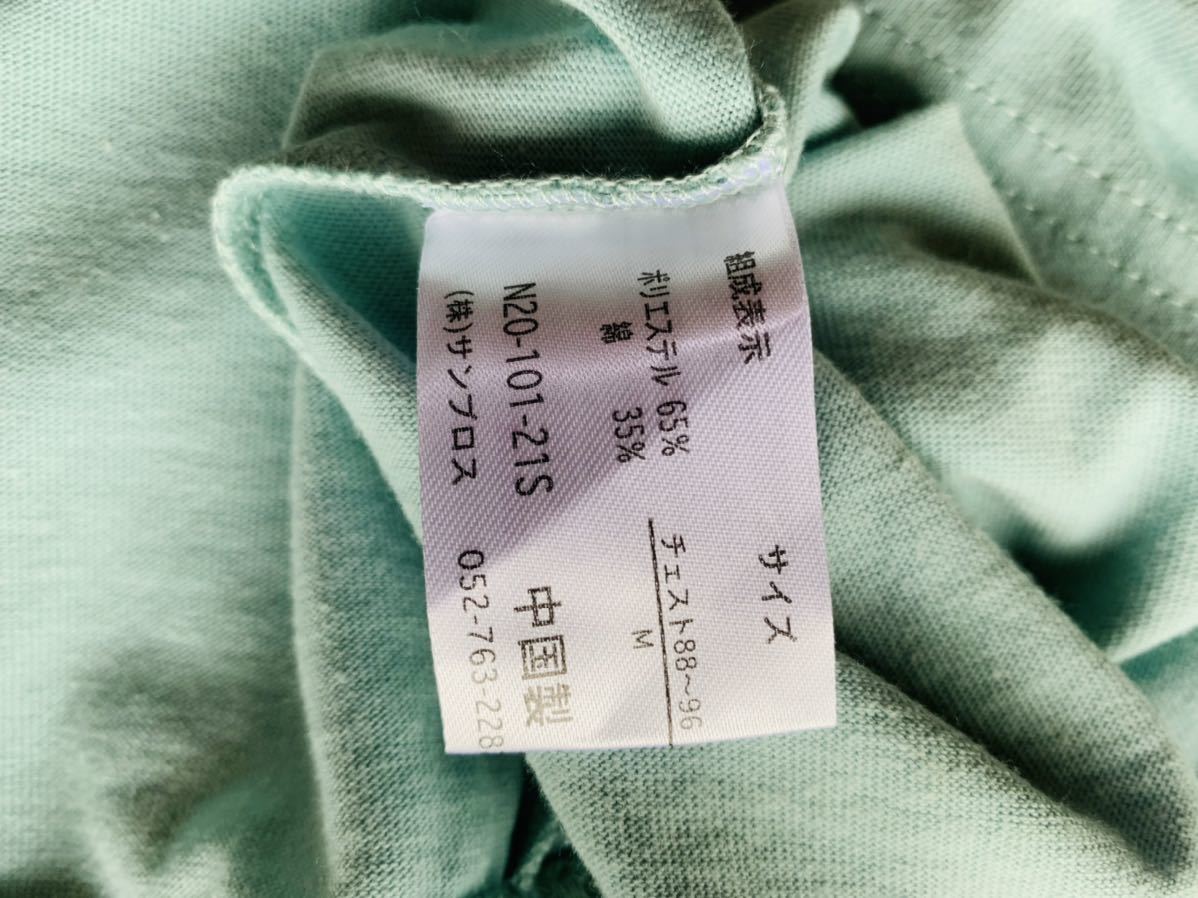 組成表示
ポリエステル 65%
綿 35%
サイズ
チェスト88~96
M
N20-101-21S 中国製
(株)サンブロス 052-763-228